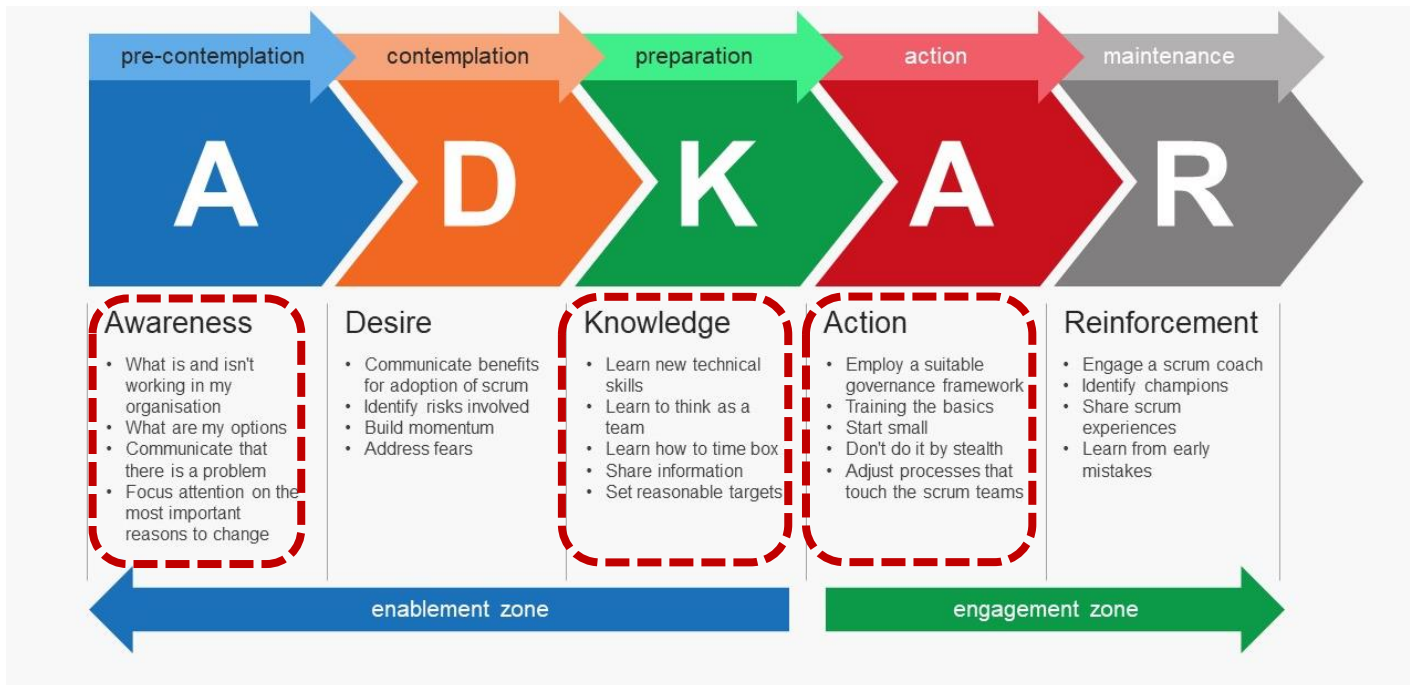 pre-contemplation
contemplation
preparation
action
maintenance
A
D
K
A
R
Awareness
• What is and isn't
working in my
organisation
• What are my options
• Communicate that
there is a problem
• Focus attention on the
most important
reasons to change
Desire
• Communicate benefits
for adoption of scrum
• Identify risks involved
• Build momentum
• Address fears
Knowledge
• Learn new technical
skills
• Learn to think as a
team
• Learn how to time box
• Share information
• Set reasonable targets
Action
• Employ a suitable
governance framework
• Training the basics
• Start small
• Don't do it by stealth
• Adjust processes that
touch the scrum teams
Reinforcement
• Engage a scrum coach
• Identify champions
• Share scrum
experiences
• Learn from early
mistakes
enablement zone
engagement zone